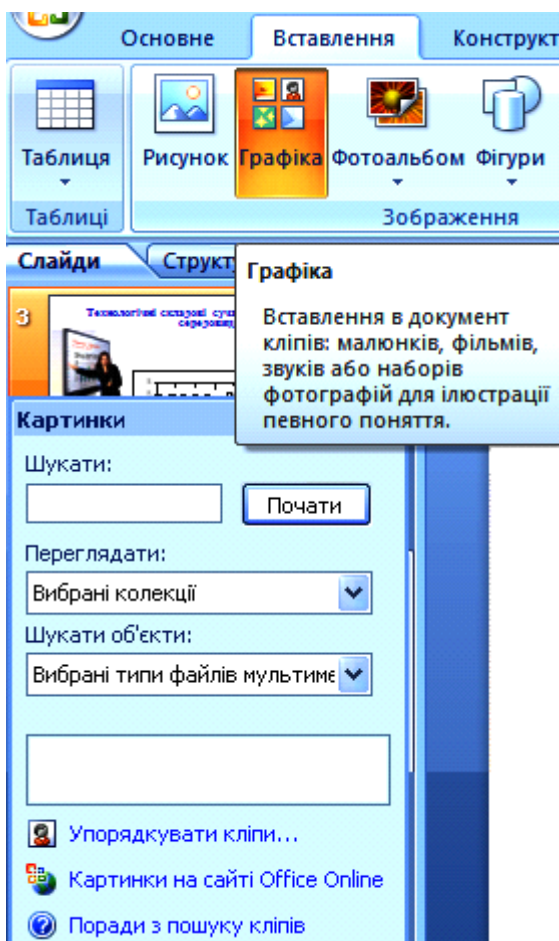 Основне Вставлення Конструкт
Таблиця Рисунок Графіка Фотоальбом Фігури
Таблиці Зображення
Слайди Структ
Графіка
Вставлення в документ
кліпів: малюнків, фільмів,
звуків або наборів
фотографій для ілюстрації
певного поняття.
3
Картинки
Шукати:
Почати
Переглядати:
Вибрані колекції
Шукати об'єкти:
Вибрані типи файлів мультиме
Упорядкувати кліпи...
Картинки на сайті Office Online
Поради з пошуку кліпів